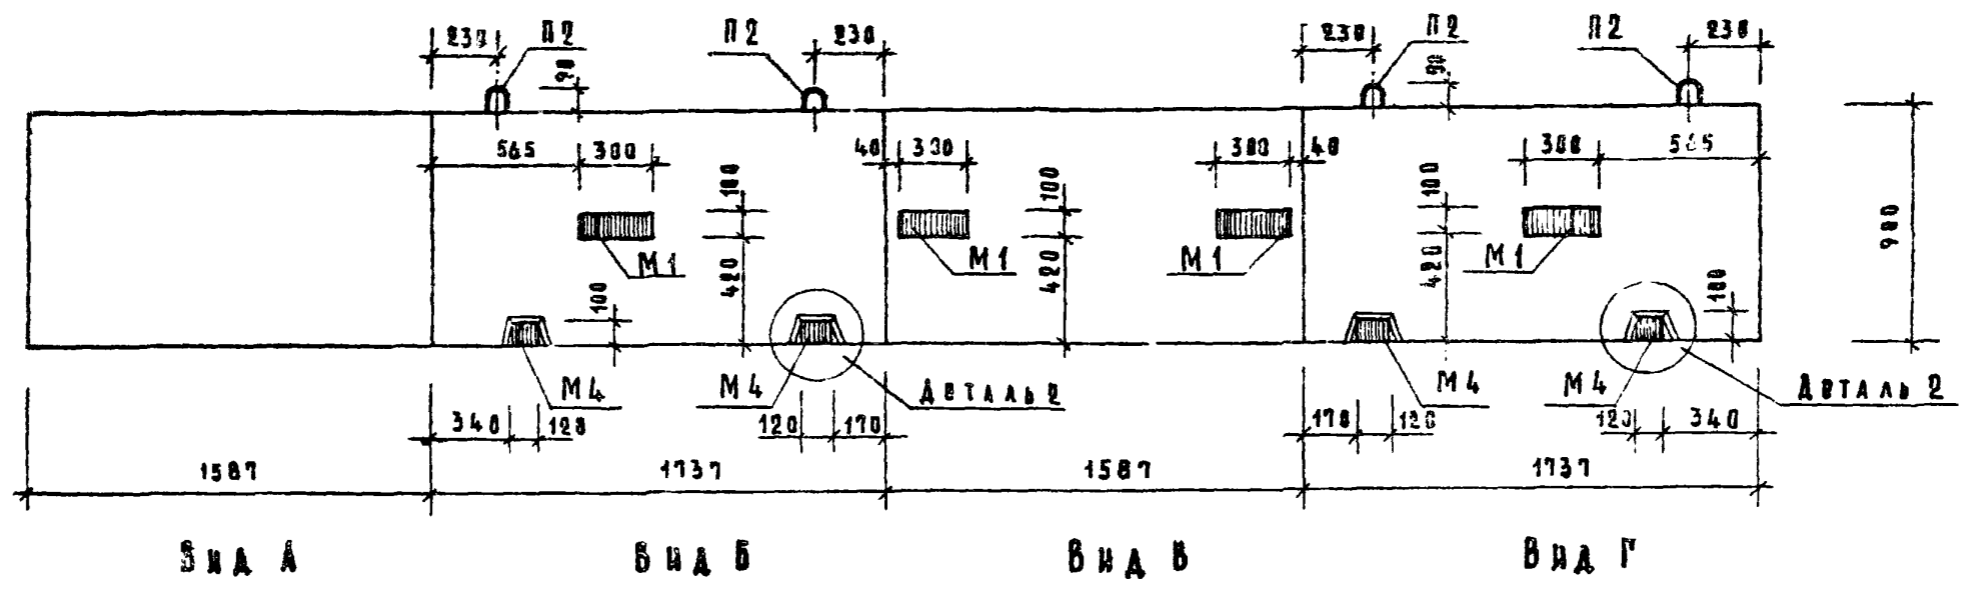 230 П2 П2 230 230 П2 П2 230
90 90
565 300 40 300 300 40 300 565
100 100 100 100
М1 М1 М1 М1
420 420 420 980
100 100
М4 М4 Деталь 2 М4 М4 Деталь 2
340 120 120 170 170 120 120 340
1587 1737 1587 1737
Вид А Вид Б Вид В Вид Г